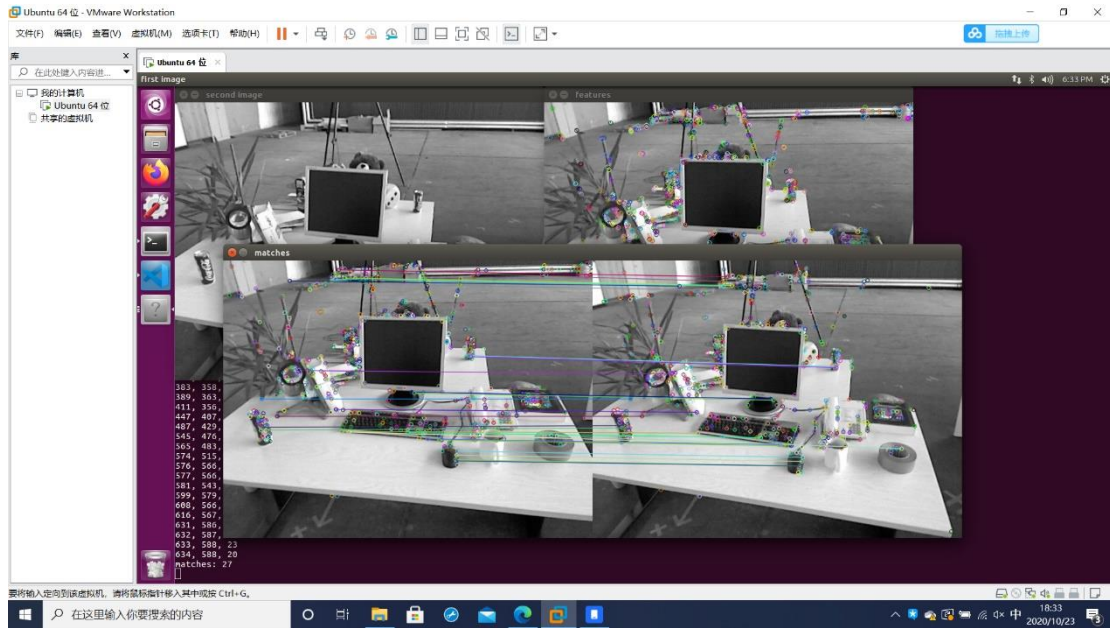 Ubuntu 64 位 - VMware Workstation
文件(F) 编辑(E) 查看(V) 虚拟机(M) 选项卡(T) 帮助(H)
拖拽上传
库
在此处键入内容进...
我的计算机
Ubuntu 64 位
共享的虚拟机
Ubuntu 64 位
first image
6:33 PM
second image
features
matches
383, 358,
389, 363,
411, 356,
447, 407,
487, 429,
545, 476,
565, 483,
574, 515,
576, 566,
577, 566,
581, 543,
599, 579,
608, 566,
616, 567,
631, 586,
632, 587,
633, 588, 23
634, 588, 20
matches: 27
要将输入定向到该虚拟机，请将鼠标指针移入其中或按 Ctrl+G。
在这里输入你要搜索的内容
中
18:33
2020/10/23
3